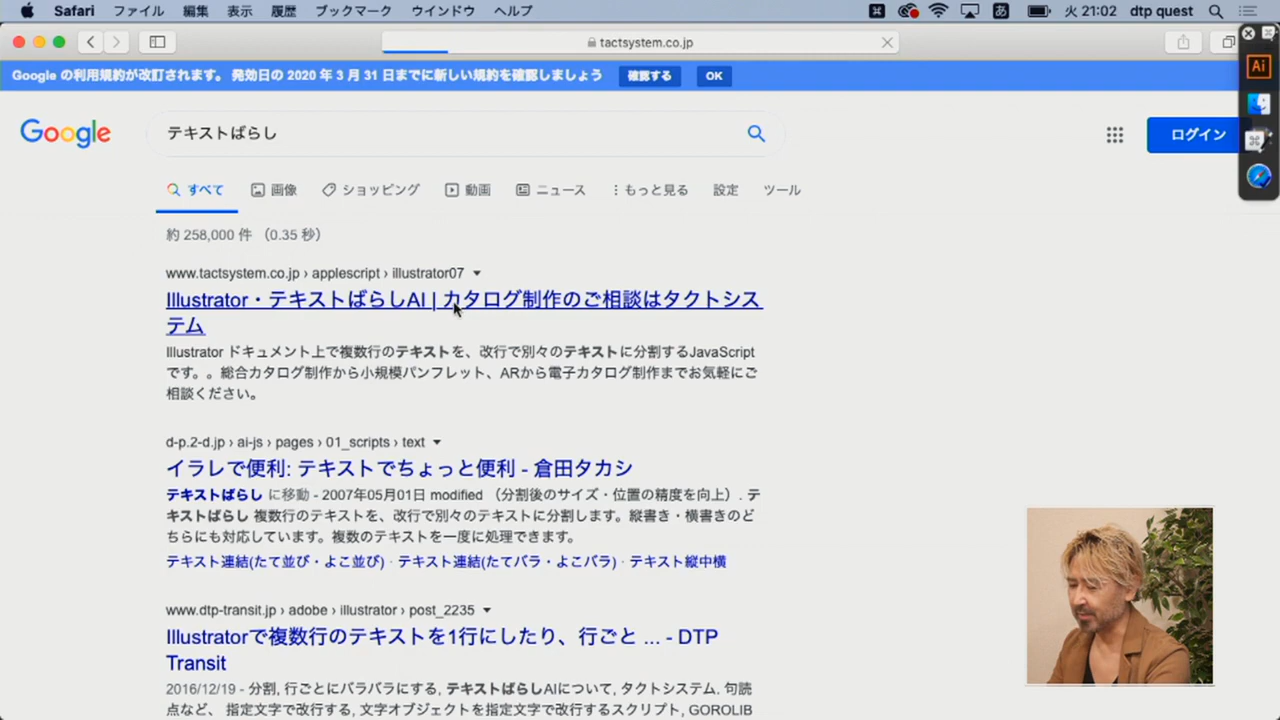 Safari ファイル 編集 表示 履歴 ブックマーク ウインドウ ヘルプ あ 火 21:02 dtp quest
tactsystem.co.jp
Google の利用規約が改訂されます。 発効日の 2020 年 3 月 31 日までに新しい規約を確認しましょう 確認する OK
Ai
Google テキストばらし ログイン
すべて 画像 ショッピング 動画 ニュース もっと見る 設定 ツール
約 258,000 件 （0.35 秒）
www.tactsystem.co.jp › applescript › illustrator07
Illustrator・テキストばらしAI | カタログ制作のご相談はタクトシス
テム
Illustrator ドキュメント上で複数行のテキストを、改行で別々のテキストに分割するJavaScript
です。。総合カタログ制作から小規模パンフレット、ARから電子カタログ制作までお気軽にご
相談ください。
d-p.2-d.jp › ai-js › pages › 01_scripts › text
イラレで便利: テキストでちょっと便利 - 倉田タカシ
テキストばらし に移動 - 2007年05月01日 modified （分割後のサイズ・位置の精度を向上）. テ
キストばらし 複数行のテキストを、改行で別々のテキストに分割します。縦書き・横書きのど
ちらにも対応しています。複数のテキストを一度に処理できます。
テキスト連結(たて並び・よこ並び) · テキスト連結(たてバラ・よこバラ) · テキスト縦中横
www.dtp-transit.jp › adobe › illustrator › post_2235
Illustratorで複数行のテキストを1行にしたり、行ごと ... - DTP
Transit
2016/12/19 - 分割, 行ごとにバラバラにする, テキストばらしAIについて, タクトシステム. 句読
点など、 指定文字で改行する, 文字オブジェクトを指定文字で改行するスクリプト, GOROLIB